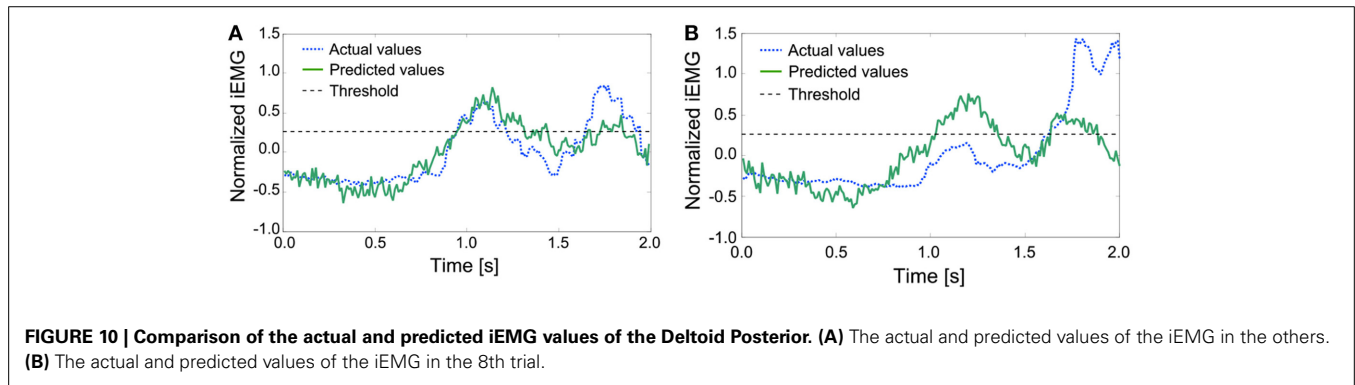 A
1.5
1.0
0.5
0.0
-0.5
-1.0
Normalized iEMG
Actual values
Predicted values
Threshold
0.0 0.5 1.0 1.5 2.0
Time [s]
B
1.5
1.0
0.5
0.0
-0.5
-1.0
Normalized iEMG
Actual values
Predicted values
Threshold
0.0 0.5 1.0 1.5 2.0
Time [s]
FIGURE 10 | Comparison of the actual and predicted iEMG values of the Deltoid Posterior. (A) The actual and predicted values of the iEMG in the others.
(B) The actual and predicted values of the iEMG in the 8th trial.